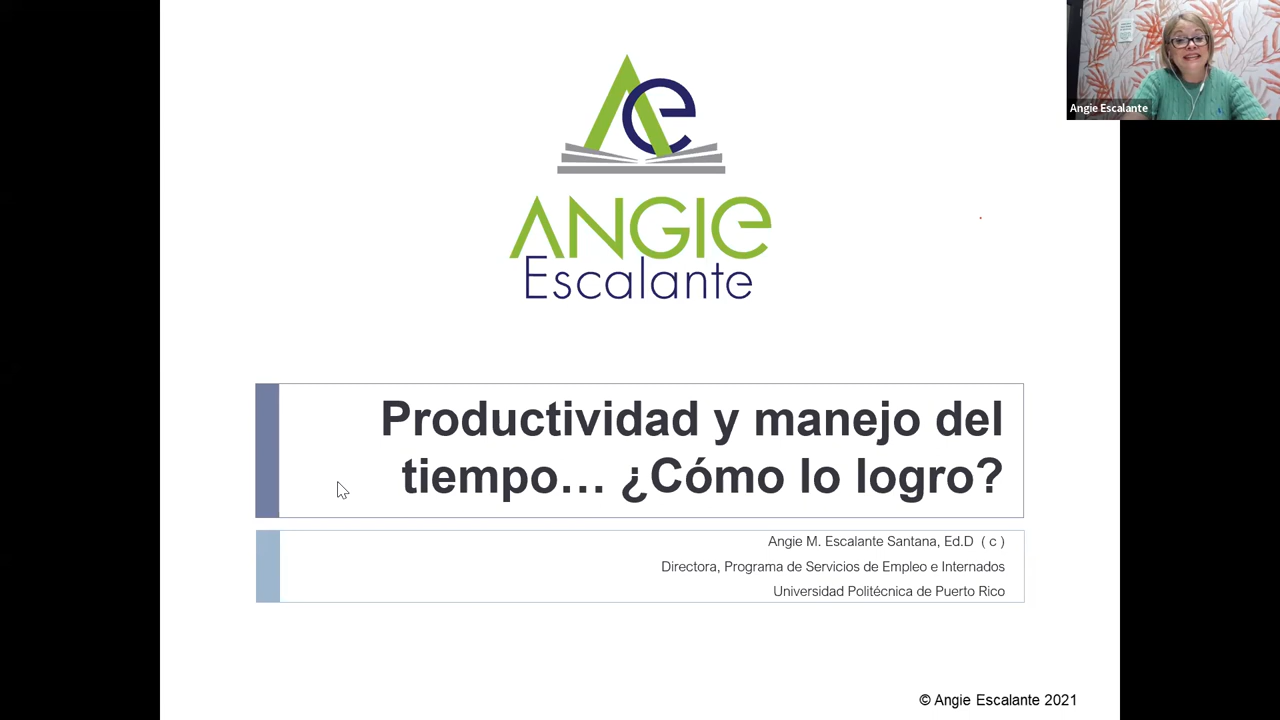 Angie Escalante
Ae
ANGIE
Escalante
Productividad y manejo del
tiempo… ¿Cómo lo logro?
Angie M. Escalante Santana, Ed.D ( c )
Directora, Programa de Servicios de Empleo e Internados
Universidad Politécnica de Puerto Rico
© Angie Escalante 2021